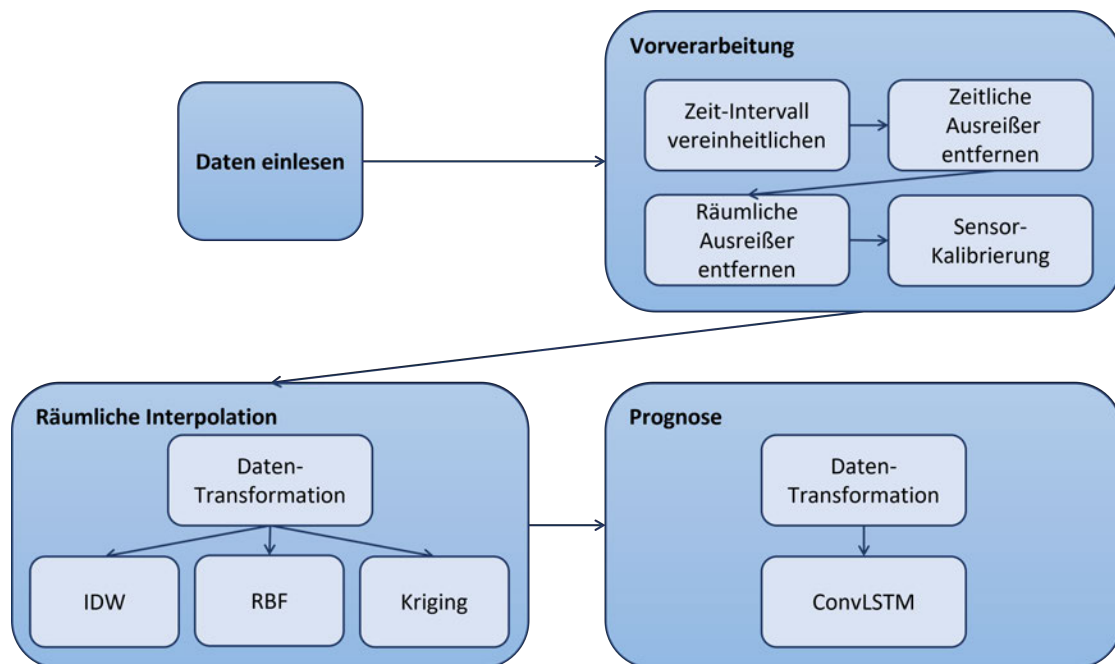 Daten einlesen
Vorverarbeitung
Zeit-Intervall
vereinheitlichen
Zeitliche
Ausreißer
entfernen
Räumliche
Ausreißer
entfernen
Sensor-
Kalibrierung
Räumliche Interpolation
Daten-
Transformation
IDW
RBF
Kriging
Prognose
Daten-
Transformation
ConvLSTM